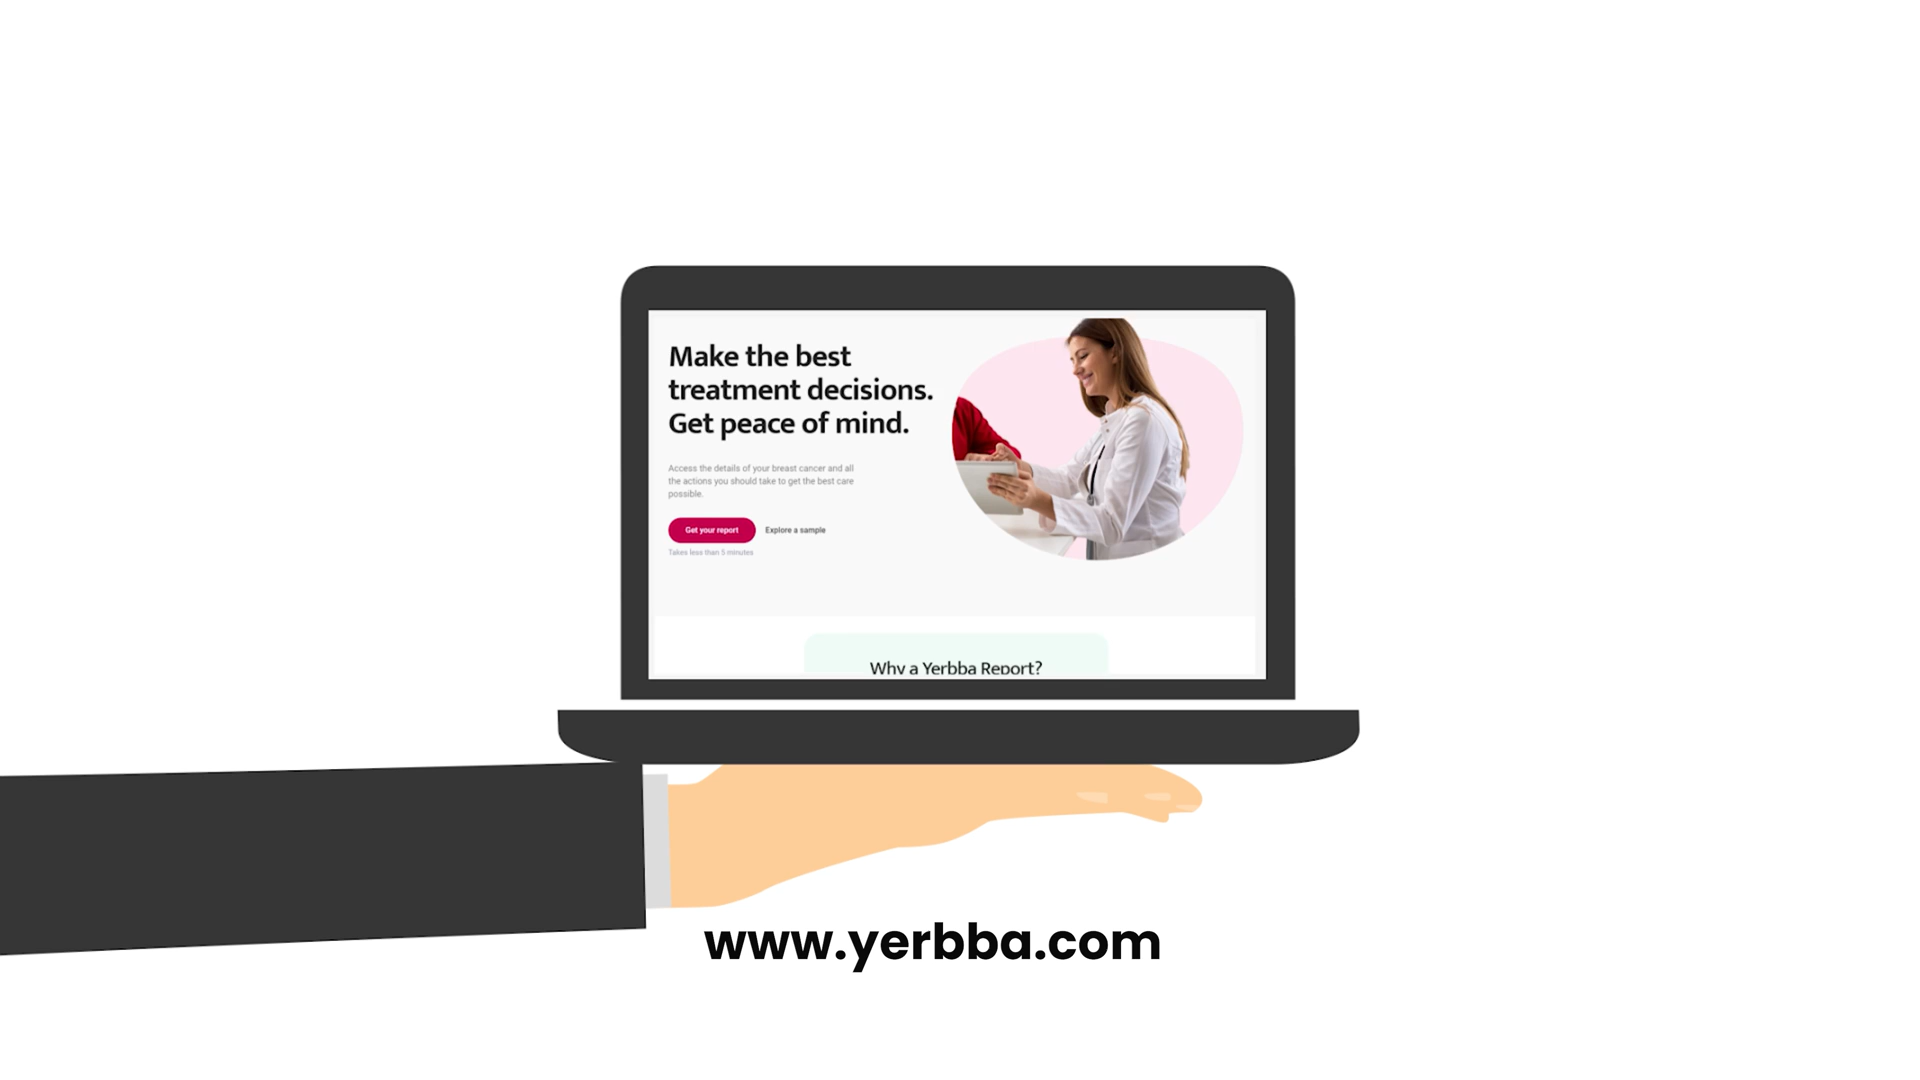 Make the best
treatment decisions.
Get peace of mind.
Access the details of your breast cancer and all
the actions you should take to get the best care
possible.
Get your report
Explore a sample
Takes less than 5 minutes
Why a Yerbba Report?
www.yerbba.com